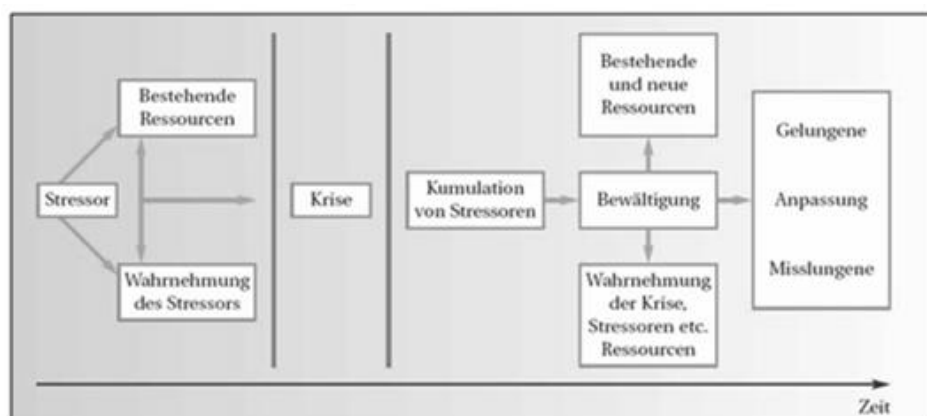 Bestehende
Ressourcen
Stressor
Wahrnehmung
des Stressors
Krise
Kumulation
von Stressoren
Bestehende
und neue
Ressourcen
Bewältigung
Wahrnehmung
der Krise,
Stressoren etc.
Ressourcen
Gelungene
Anpassung
Misslungene
Zeit